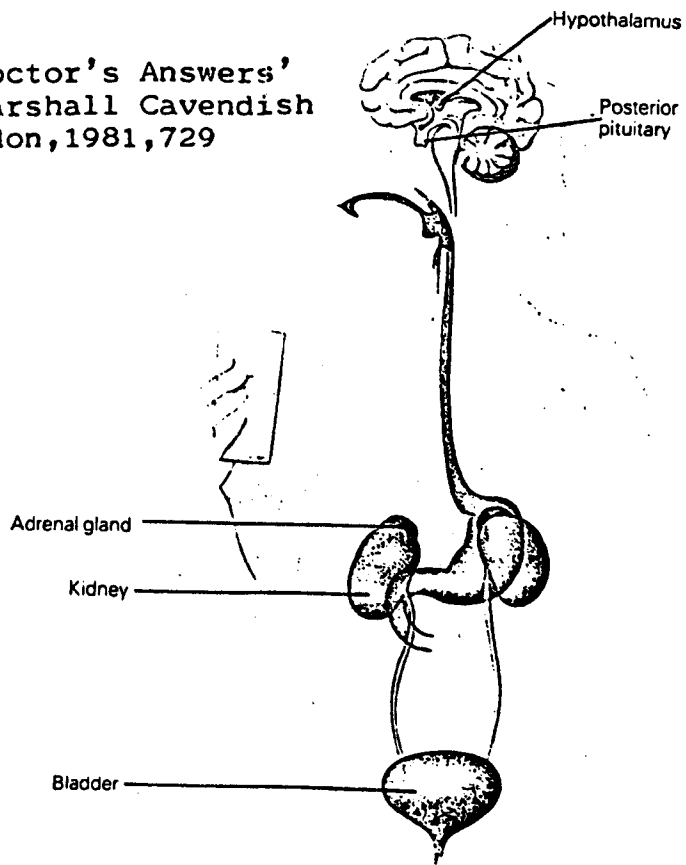 Hypothalamus
octor's Answers'
arshall Cavendish
don,1981,729
Posterior
pituitary
Adrenal gland
Kidney
Bladder